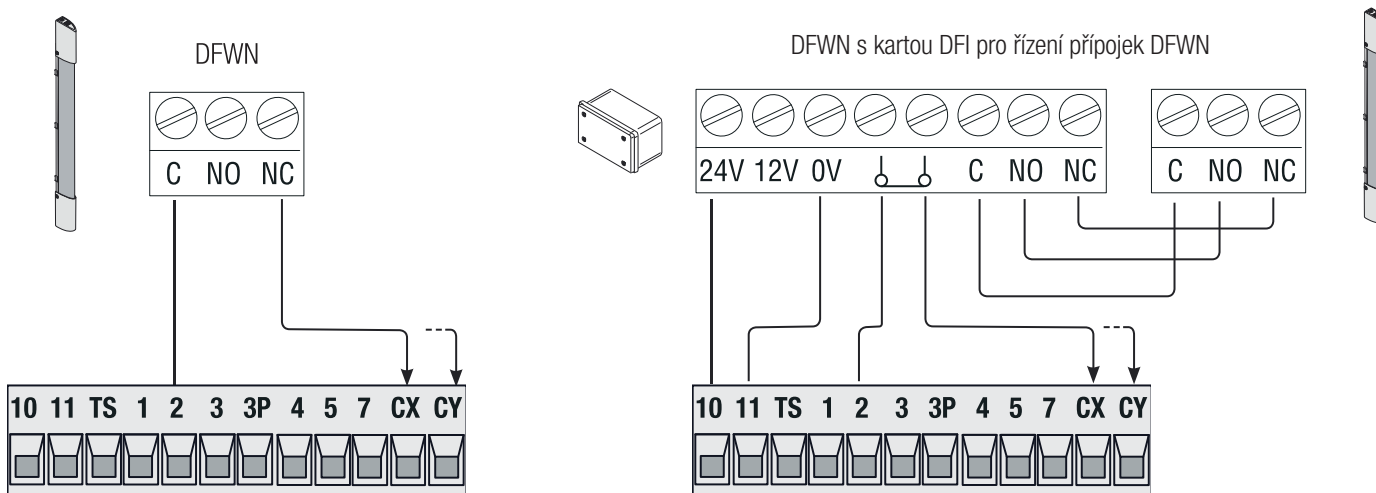 DFWN
C NO NC
10 11 TS 1 2 3 3P 4 5 7 CX CY
DFWN s kartou DFI pro řízení přípojek DFWN
24V 12V 0V C NO NC
C NO NC
10 11 TS 1 2 3 3P 4 5 7 CX CY